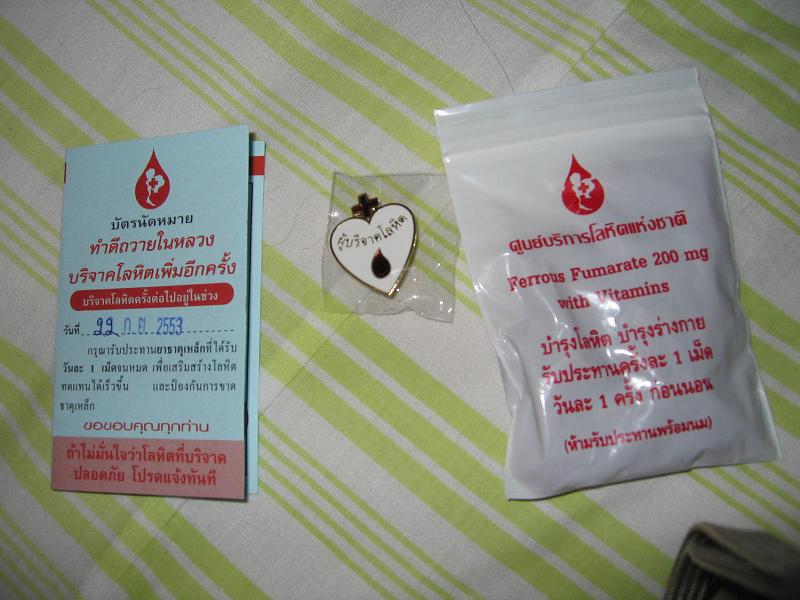 บัตรนัดหมาย
ทำดีถวายในหลวง
บริจาคโลหิตเพิ่มอีกครั้ง
บริจาคโลหิตครั้งต่อไปอยู่ในช่วง
วันที่ 22 ก.ย. 2553
กรุณารับประทานยาธาตุเหล็กที่ได้รับ
วันละ 1 เม็ดจนหมด เพื่อเสริมสร้างโลหิต
ทดแทนได้เร็วขึ้น และป้องกันการขาด
ธาตุเหล็ก
ขอขอบคุณทุกท่าน
ถ้าไม่มั่นใจว่าโลหิตที่บริจาค
ปลอดภัย โปรดแจ้งทันที
ผู้บริจาคโลหิต
ศูนย์บริการโลหิตแห่งชาติ
Ferrous Fumarate 200 mg
with Vitamins
บำรุงโลหิต บำรุงร่างกาย
รับประทานครั้งละ 1 เม็ด
วันละ 1 ครั้ง ก่อนนอน
(ห้ามรับประทานพร้อมนม)